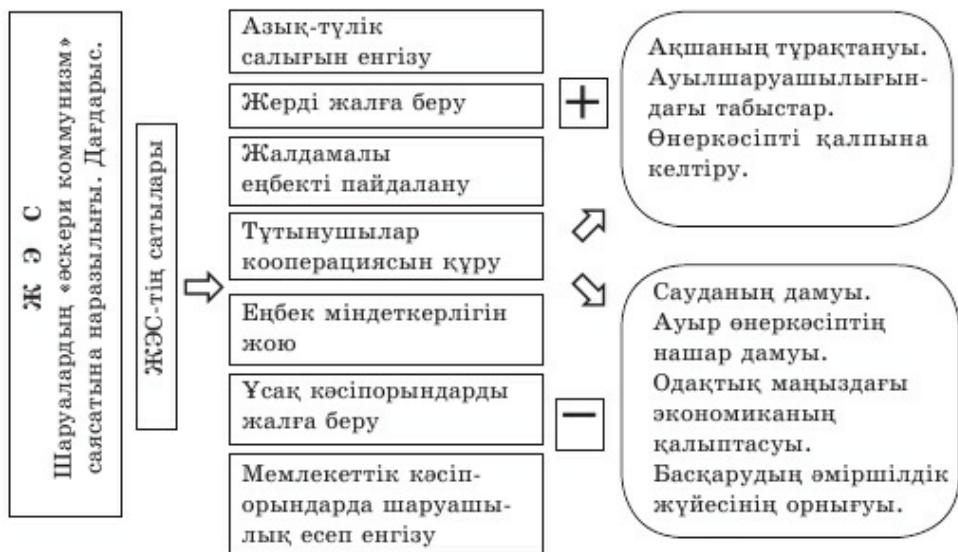 Ж Э С
Шаруалардың «әскери коммунизм»
саясатына наразылығы. Дағдарыс.
ЖЭС-тің сатылары
Азық-түлік
салығын енгізу
Жерді жалға беру
Жалдамалы
еңбекті пайдалану
Тұтынушылар
кооперациясын құру
Еңбек міндеткерлігін
жою
Ұсақ кәсіпорындарды
жалға беру
Мемлекеттік кәсіп-
орындарда шаруашы-
лық есеп енгізу
+
Ақшаның тұрақтануы.
Ауылшаруашылығын-
дағы табыстар.
Өнеркәсіпті қалпына
келтіру.
−
Сауданың дамуы.
Ауыр өнеркәсіптің
нашар дамуы.
Одақтық маңыздағы
экономиканың
қалыптасуы.
Басқарудың әміршілдік
жүйесінің орнығуы.